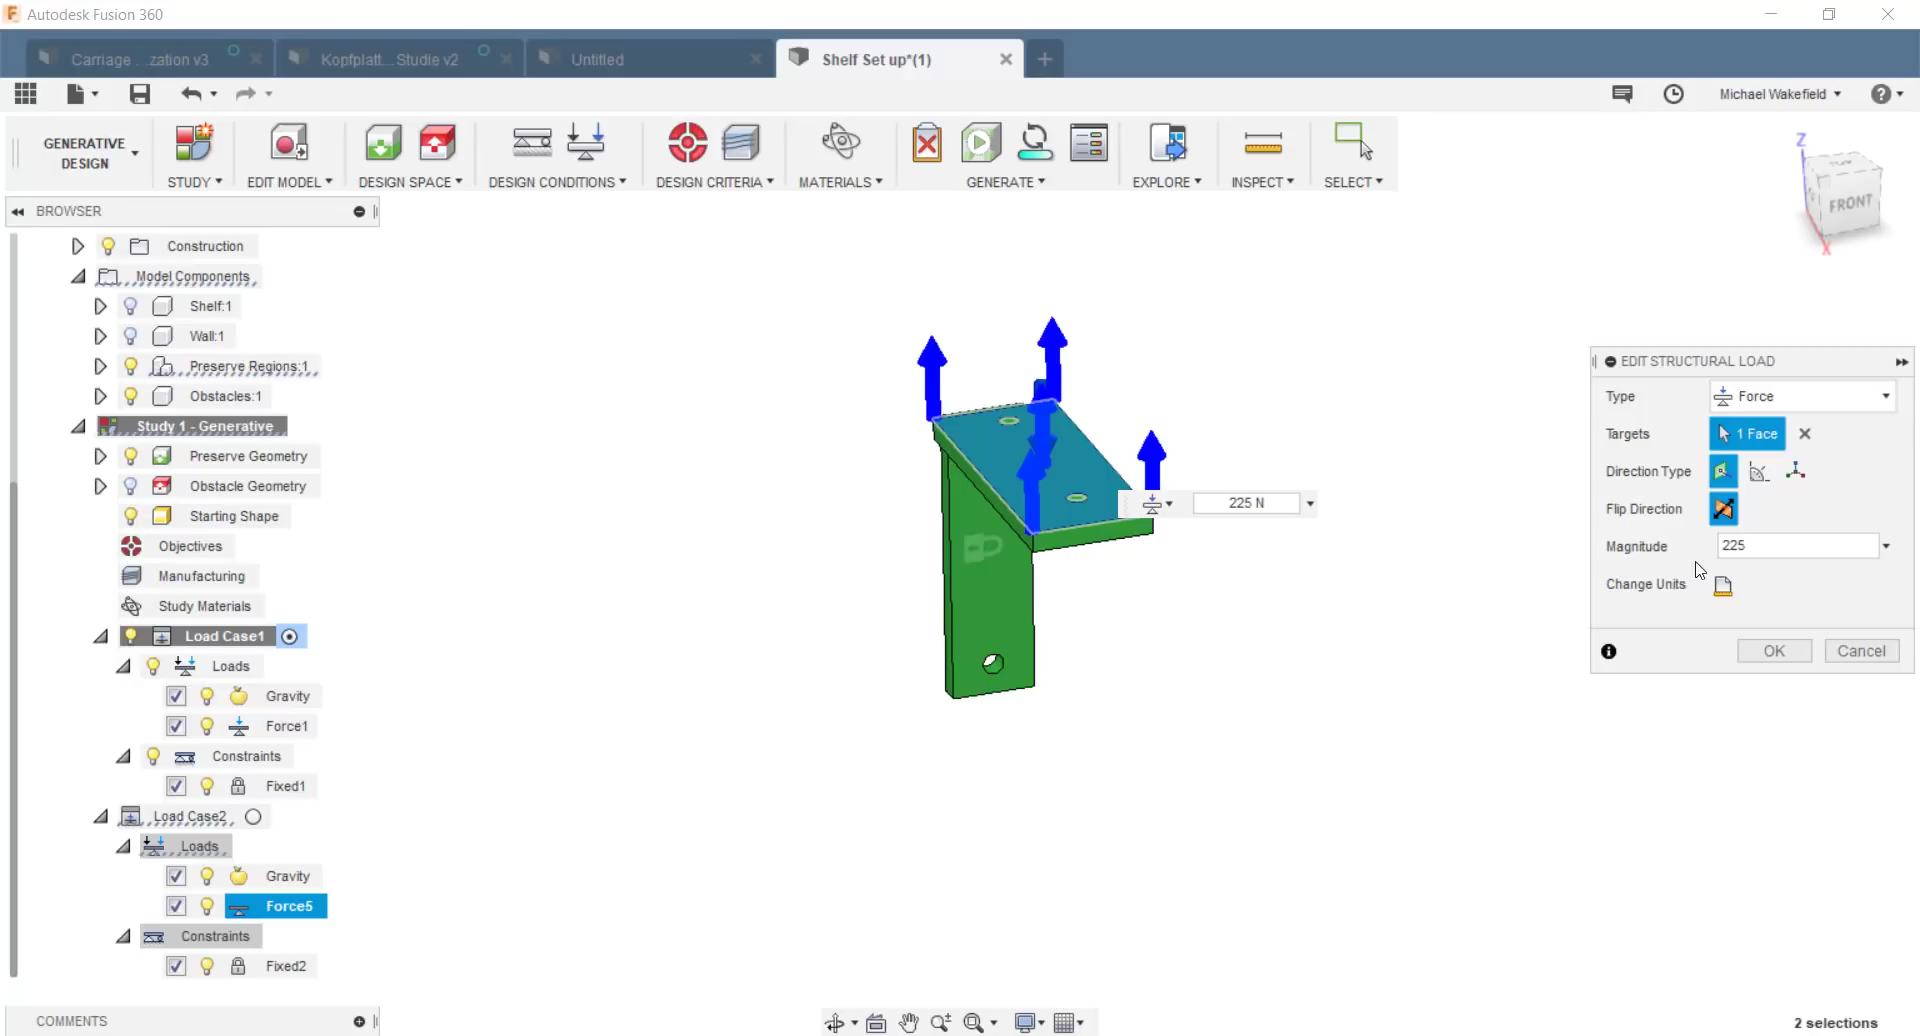 Autodesk Fusion 360
Carriage ...zation v3
Kopfplatt... Studie v2
Untitled
Shelf Set up*(1)
Michael Wakefield
GENERATIVE
DESIGN
STUDY
EDIT MODEL
DESIGN SPACE
DESIGN CONDITIONS
DESIGN CRITERIA
MATERIALS
GENERATE
EXPLORE
INSPECT
SELECT
BROWSER
Construction
Model Components
Shelf:1
Wall:1
Preserve Regions:1
Obstacles:1
Study 1 - Generative
Preserve Geometry
Obstacle Geometry
Starting Shape
Objectives
Manufacturing
Study Materials
Load Case1
Loads
Gravity
Force1
Constraints
Fixed1
Load Case2
Loads
Gravity
Force5
Constraints
Fixed2
COMMENTS
Z
TOP
FRONT
X
225 N
EDIT STRUCTURAL LOAD
Type
Force
Targets
1 Face
Direction Type
Flip Direction
Magnitude
225
Change Units
OK
Cancel
2 selections